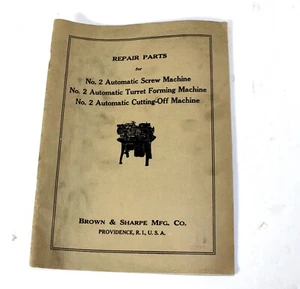 REPAIR PARTS
for
No. 2 Automatic Screw Machine
No. 2 Automatic Turret Forming Machine
No. 2 Automatic Cutting-Off Machine
BROWN & SHARPE MFG. CO.
PROVIDENCE, R. I., U. S. A.